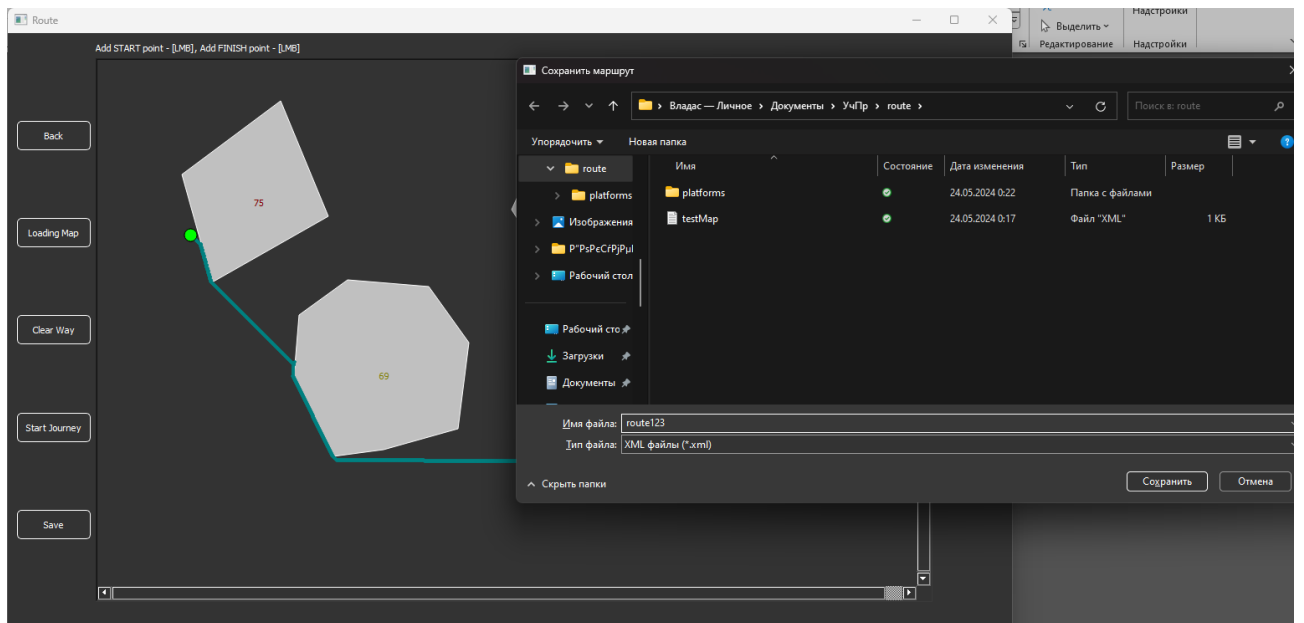 Route
Выделить
Редактирование
Надстройки
Надстройки
Add START point - [LMB], Add FINISH point - [LMB]
Back
Loading Map
Clear Way
Start Journey
Save
75
69
Сохранить маршрут
Владас — Личное > Документы > УчПр > route >
Поиск в: route
Упорядочить
Новая папка
Имя
Состояние
Дата изменения
Тип
Размер
route
platforms
Изображения
Р"РѕРєСѓРјРµ
Рабочий стол
Рабочий сто
Загрузки
Документы
platforms 24.05.2024 0:22 Папка с файлами
testMap 24.05.2024 0:17 Файл "XML" 1 КБ
Имя файла: route123
Тип файла: XML файлы (*.xml)
Скрыть папки
Сохранить
Отмена